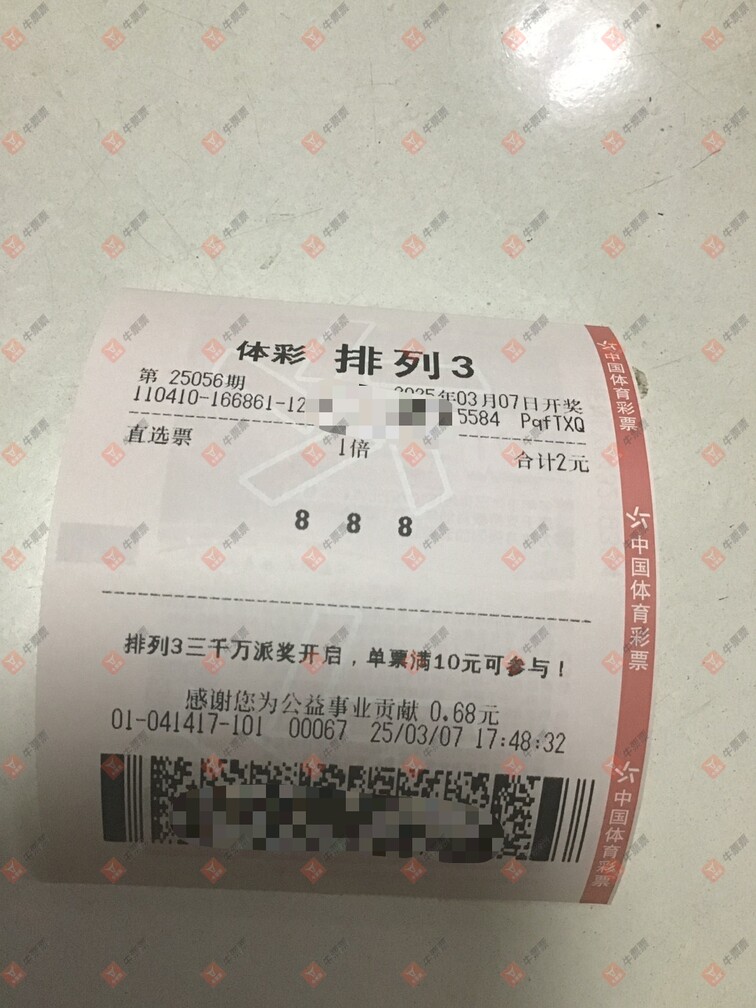 体彩 排列3
第 25056期 2025年03月07日开奖
110410-166861-12 5584 PqfTXQ
直选票 1倍 合计2元
8 8 8
排列3三千万派奖开启，单票满10元可参与！
感谢您为公益事业贡献 0.68元
01-041417-101 00067 25/03/07 17:48:32
中国体育彩票
中国体育彩票
中国体育彩票
牛票票